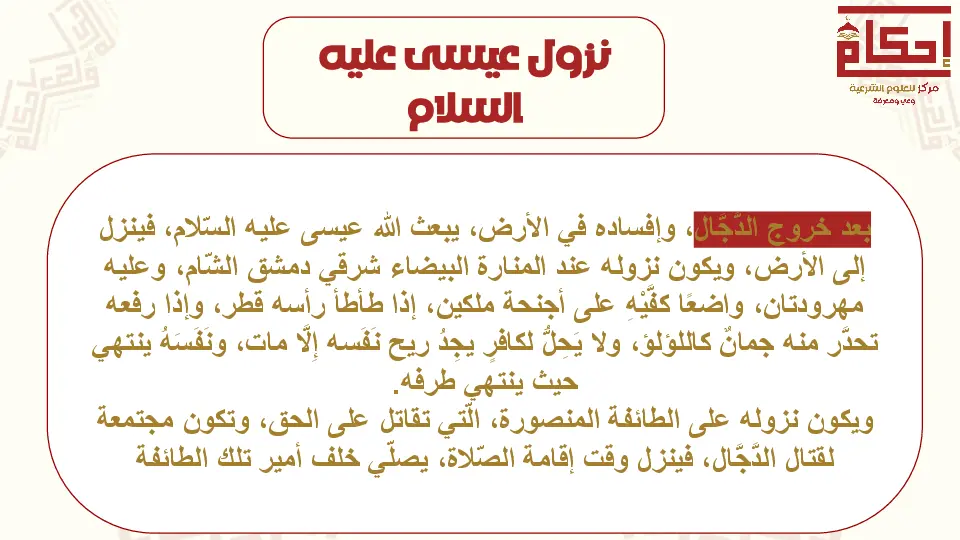 نزول عيسى عليه
السلام
إحكام
مركز للعلوم الشرعية
وعي ومعرفة
بعد خروج الدَّجَّال، وإفساده في الأرض، يبعث الله عيسى عليه السّلام، فينزل
إلى الأرض، ويكون نزوله عند المنارة البيضاء شرقي دمشق الشّام، وعليه
مهرودتان، واضعًا كفَّيْهِ على أجنحة ملكين، إذا طأطأ رأسه قطر، وإذا رفعه
تحدَّر منه جمانٌ كاللؤلؤ، ولا يَحِلُّ لكافرٍ يجِدُ ريح نَفَسه إِلَّا مات، ونَفَسَهُ ينتهي
حيث ينتهي طرفه.
ويكون نزوله على الطائفة المنصورة، الّتي تقاتل على الحق، وتكون مجتمعة
لقتال الدَّجَّال، فينزل وقت إقامة الصّلاة، يصلّي خلف أمير تلك الطائفة